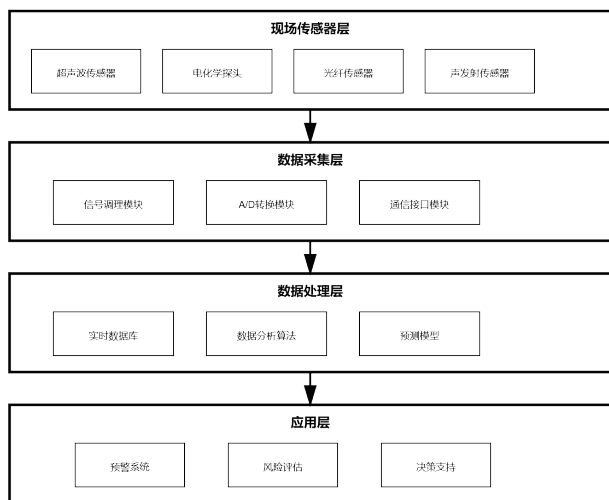 现场传感器层
超声波传感器
电化学探头
光纤传感器
声发射传感器
数据采集层
信号调理模块
A/D转换模块
通信接口模块
数据处理层
实时数据库
数据分析算法
预测模型
应用层
预警系统
风险评估
决策支持